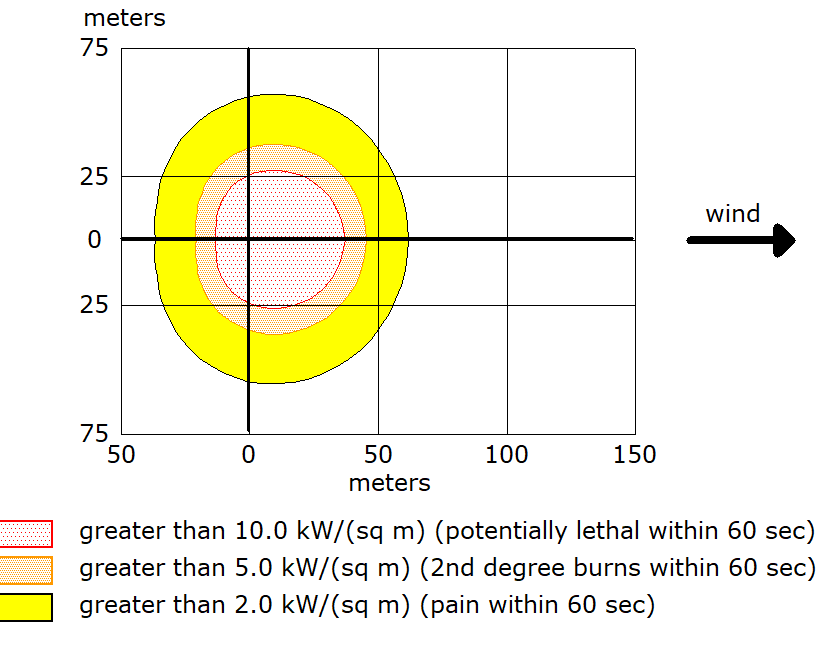 meters
75
25
0
25
75
50 0 50 100 150
meters
wind
greater than 10.0 kW/(sq m) (potentially lethal within 60 sec)
greater than 5.0 kW/(sq m) (2nd degree burns within 60 sec)
greater than 2.0 kW/(sq m) (pain within 60 sec)